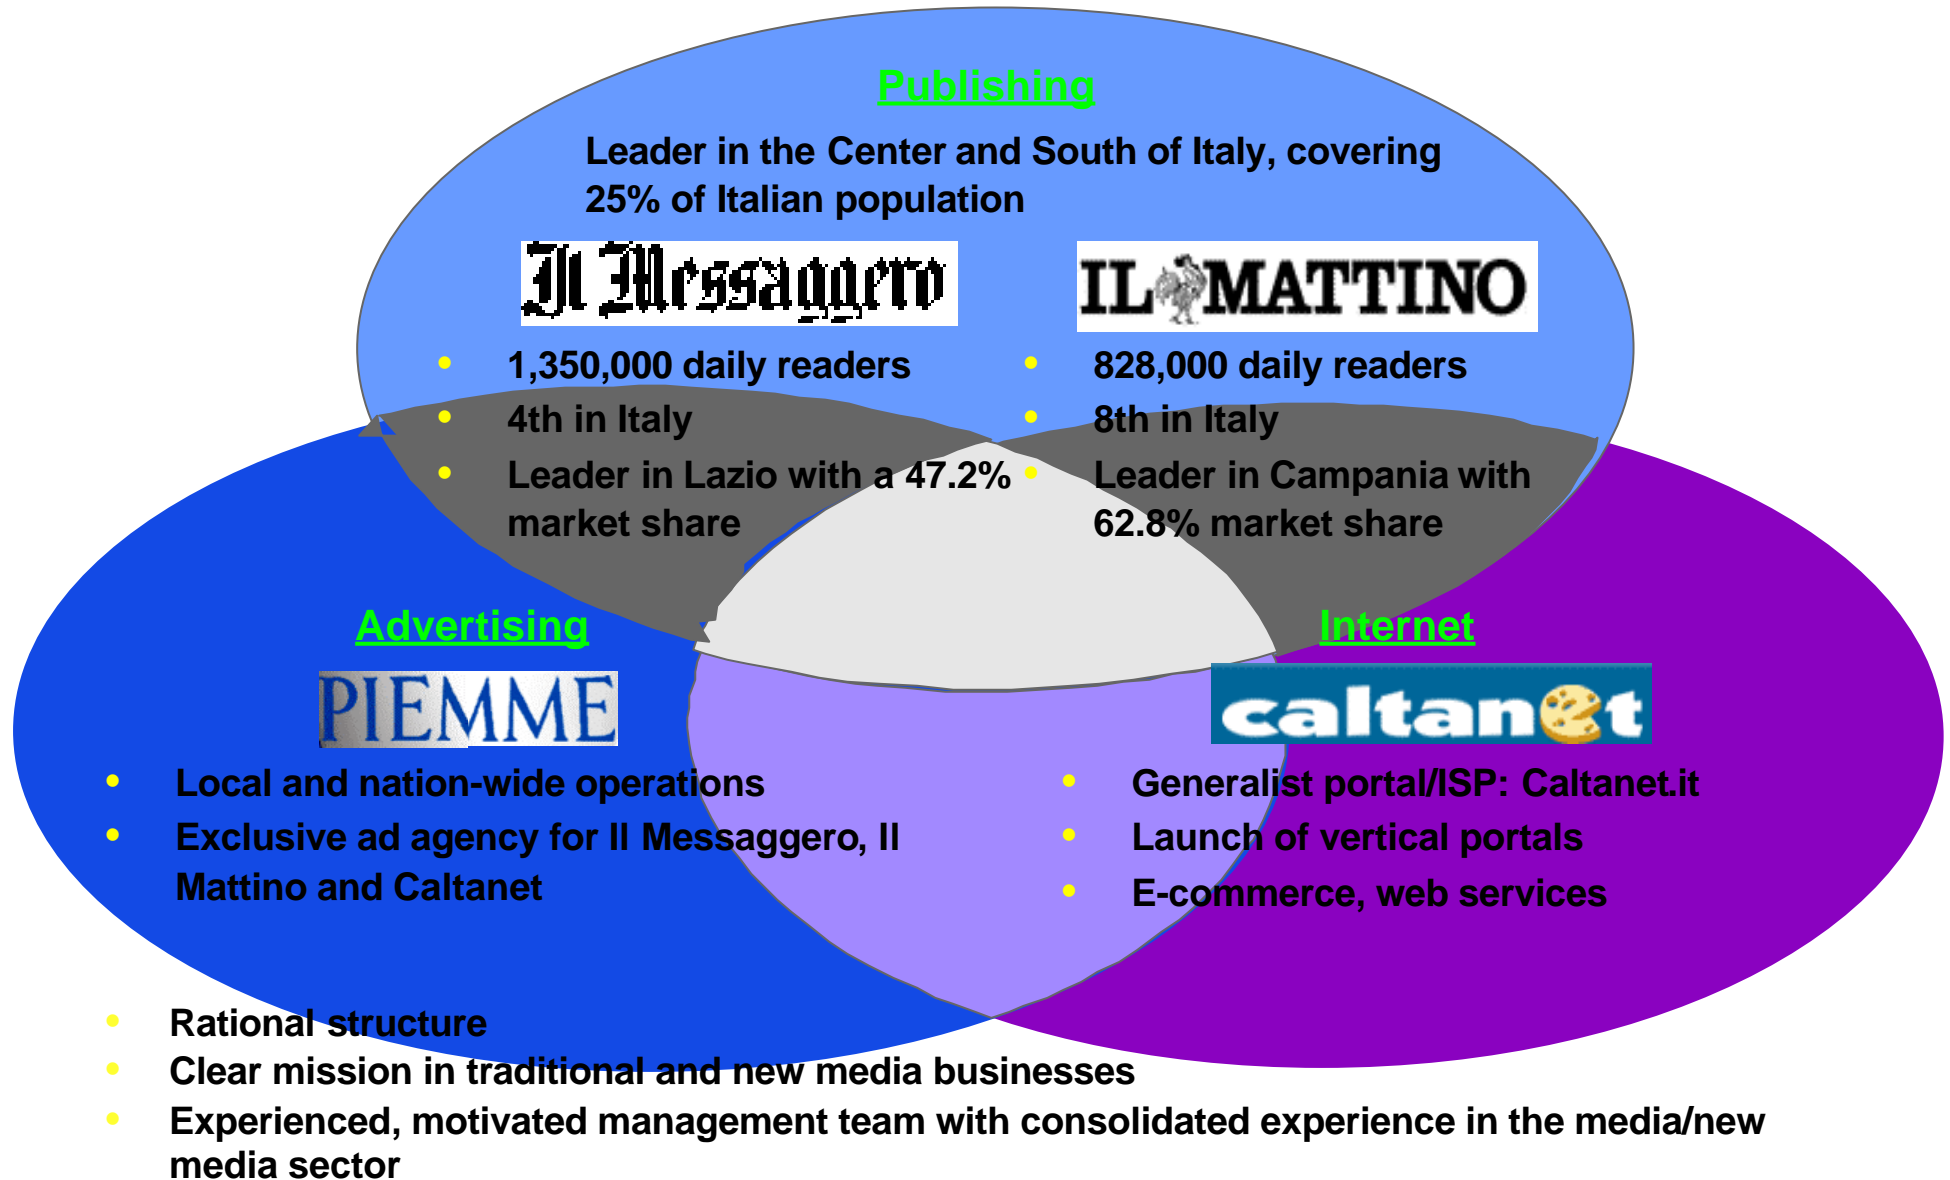 Publishing
Leader in the Center and South of Italy, covering
25% of Italian population
Il Messaggero
• 1,350,000 daily readers
• 4th in Italy
• Leader in Lazio with a 47.2%
market share
IL MATTINO
• 828,000 daily readers
• 8th in Italy
• Leader in Campania with
62.8% market share
Advertising
PIEMME
• Local and nation-wide operations
• Exclusive ad agency for Il Messaggero, Il
Mattino and Caltanet
Internet
caltanet
• Generalist portal/ISP: Caltanet.it
• Launch of vertical portals
• E-commerce, web services
• Rational structure
• Clear mission in traditional and new media businesses
• Experienced, motivated management team with consolidated experience in the media/new
media sector